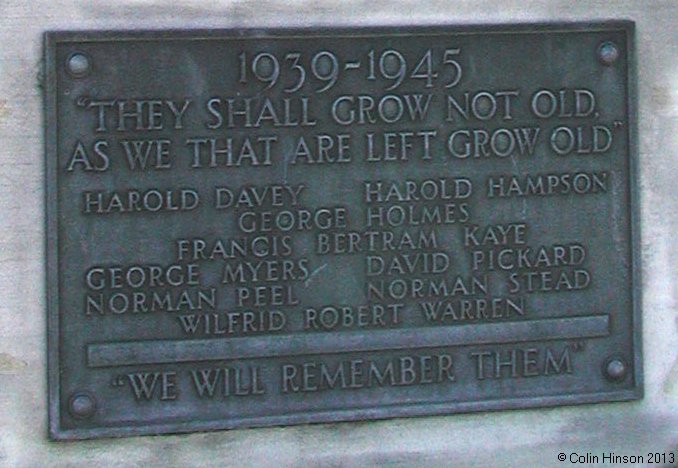 1939-1945
"THEY SHALL GROW NOT OLD,
AS WE THAT ARE LEFT GROW OLD"
HAROLD DAVEY HAROLD HAMPSON
GEORGE HOLMES
FRANCIS BERTRAM KAYE
GEORGE MYERS DAVID PICKARD
NORMAN PEEL NORMAN STEAD
WILFRID ROBERT WARREN
"WE WILL REMEMBER THEM"
© Colin Hinson 2013